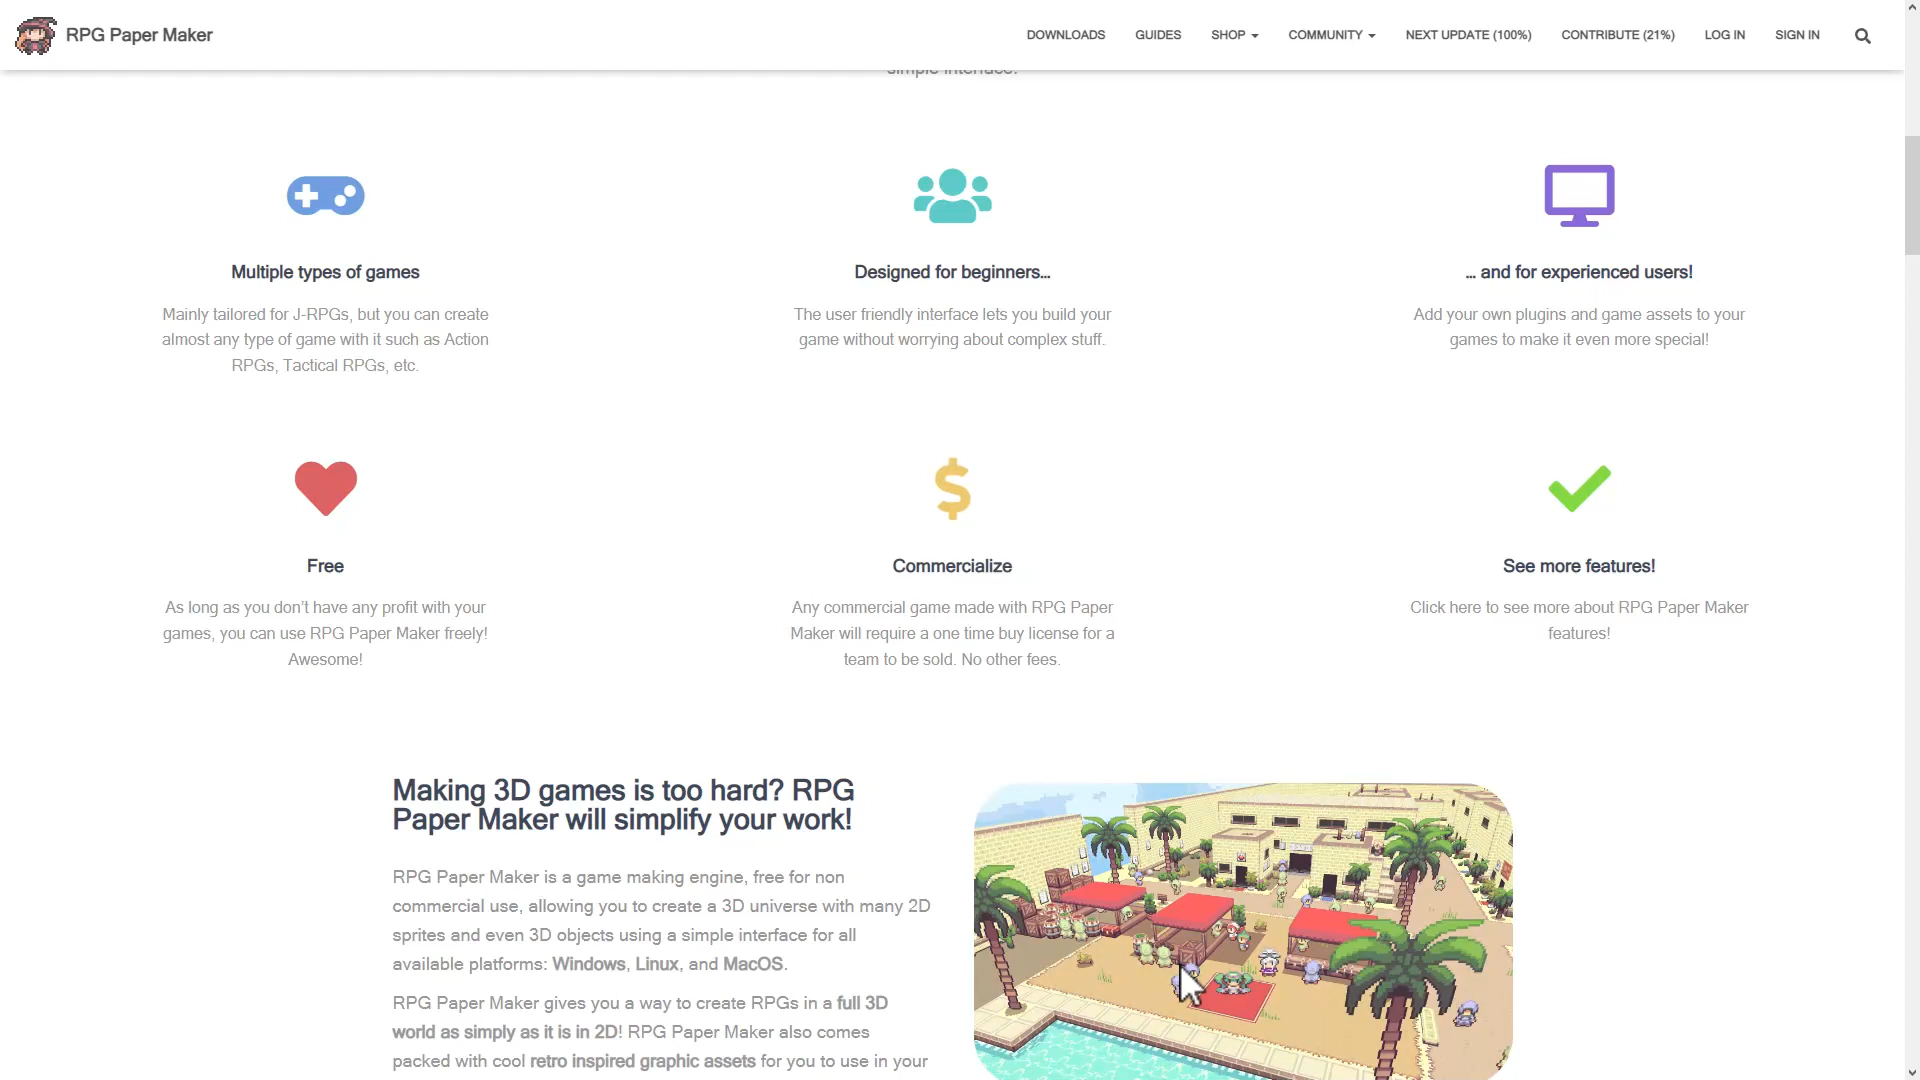 RPG Paper Maker
DOWNLOADS
GUIDES
SHOP
COMMUNITY
NEXT UPDATE (100%)
CONTRIBUTE (21%)
LOG IN
SIGN IN
simple interface.
Multiple types of games
Mainly tailored for J-RPGs, but you can create
almost any type of game with it such as Action
RPGs, Tactical RPGs, etc.
Designed for beginners...
The user friendly interface lets you build your
game without worrying about complex stuff.
... and for experienced users!
Add your own plugins and game assets to your
games to make it even more special!
Free
As long as you don't have any profit with your
games, you can use RPG Paper Maker freely!
Awesome!
Commercialize
Any commercial game made with RPG Paper
Maker will require a one time buy license for a
team to be sold. No other fees.
See more features!
Click here to see more about RPG Paper Maker
features!
Making 3D games is too hard? RPG
Paper Maker will simplify your work!
RPG Paper Maker is a game making engine, free for non
commercial use, allowing you to create a 3D universe with many 2D
sprites and even 3D objects using a simple interface for all
available platforms: Windows, Linux, and MacOS.
RPG Paper Maker gives you a way to create RPGs in a full 3D
world as simply as it is in 2D! RPG Paper Maker also comes
packed with cool retro inspired graphic assets for you to use in your